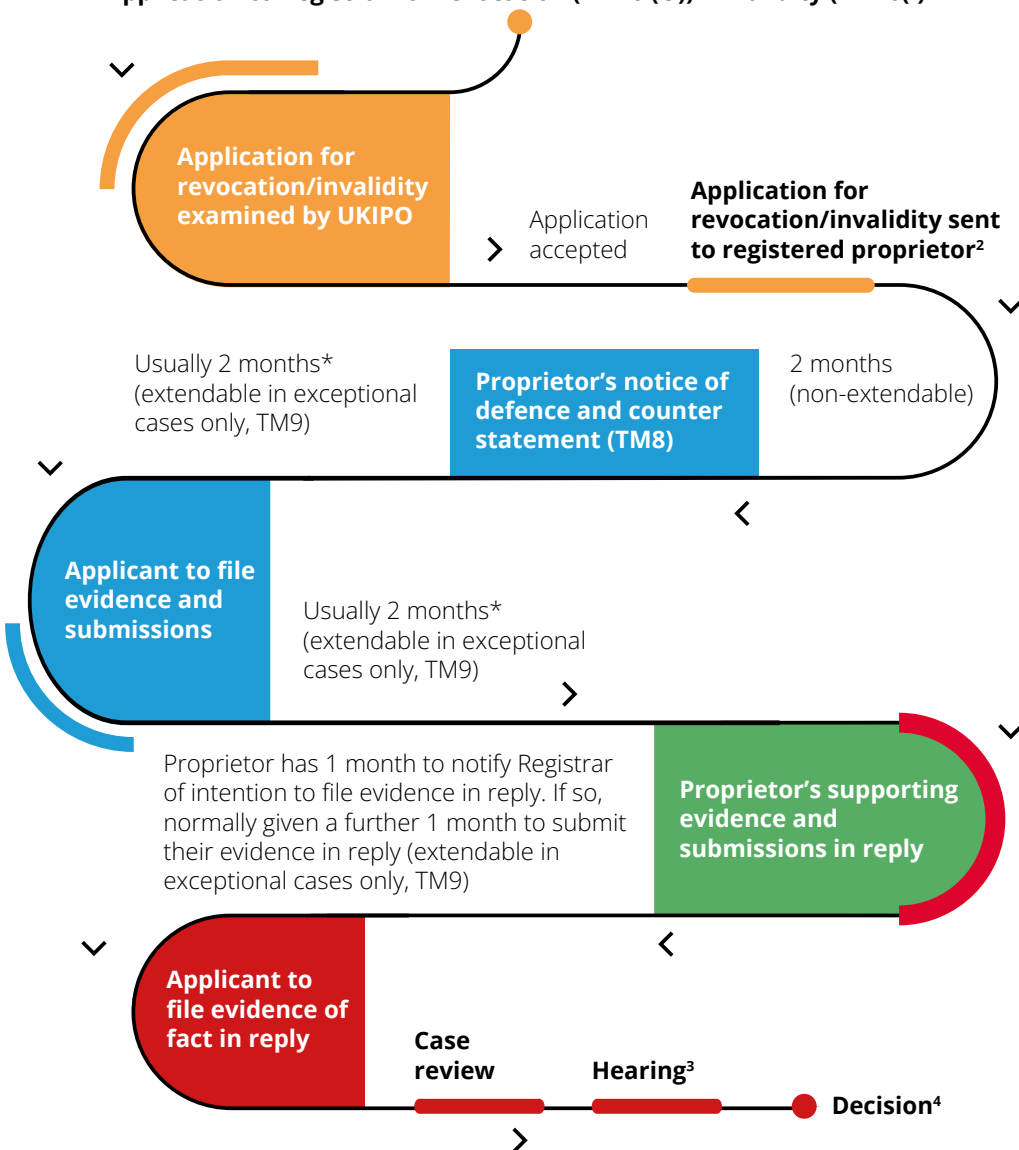 Application for
revocation/invalidity
examined by UKIPO
Application
accepted
Application for
revocation/invalidity sent
to registered proprietor²
2 months
(non-extendable)
Proprietor’s notice of
defence and counter
statement (TM8)
Usually 2 months*
(extendable in exceptional
cases only, TM9)
Applicant to file
evidence and
submissions
Usually 2 months*
(extendable in exceptional
cases only, TM9)
Proprietor’s supporting
evidence and
submissions in reply
Proprietor has 1 month to notify Registrar
of intention to file evidence in reply. If so,
normally given a further 1 month to submit
their evidence in reply (extendable in
exceptional cases only, TM9)
Applicant to
file evidence of
fact in reply
Case
review
Hearing³
Decision⁴